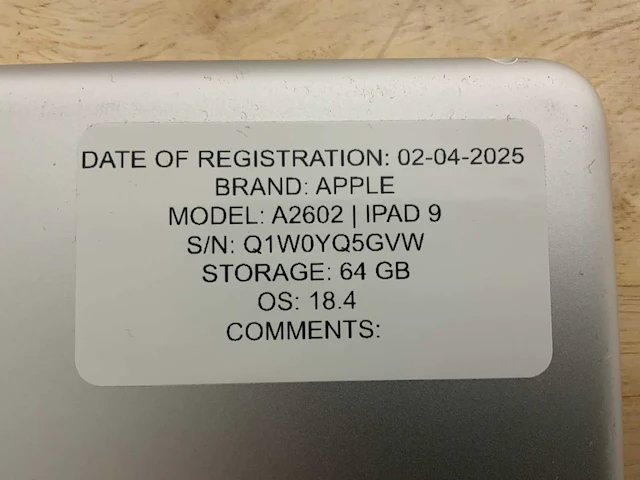 DATE OF REGISTRATION: 02-04-2025
BRAND: APPLE
MODEL: A2602 | IPAD 9
S/N: Q1W0YQ5GVW
STORAGE: 64 GB
OS: 18.4
COMMENTS: